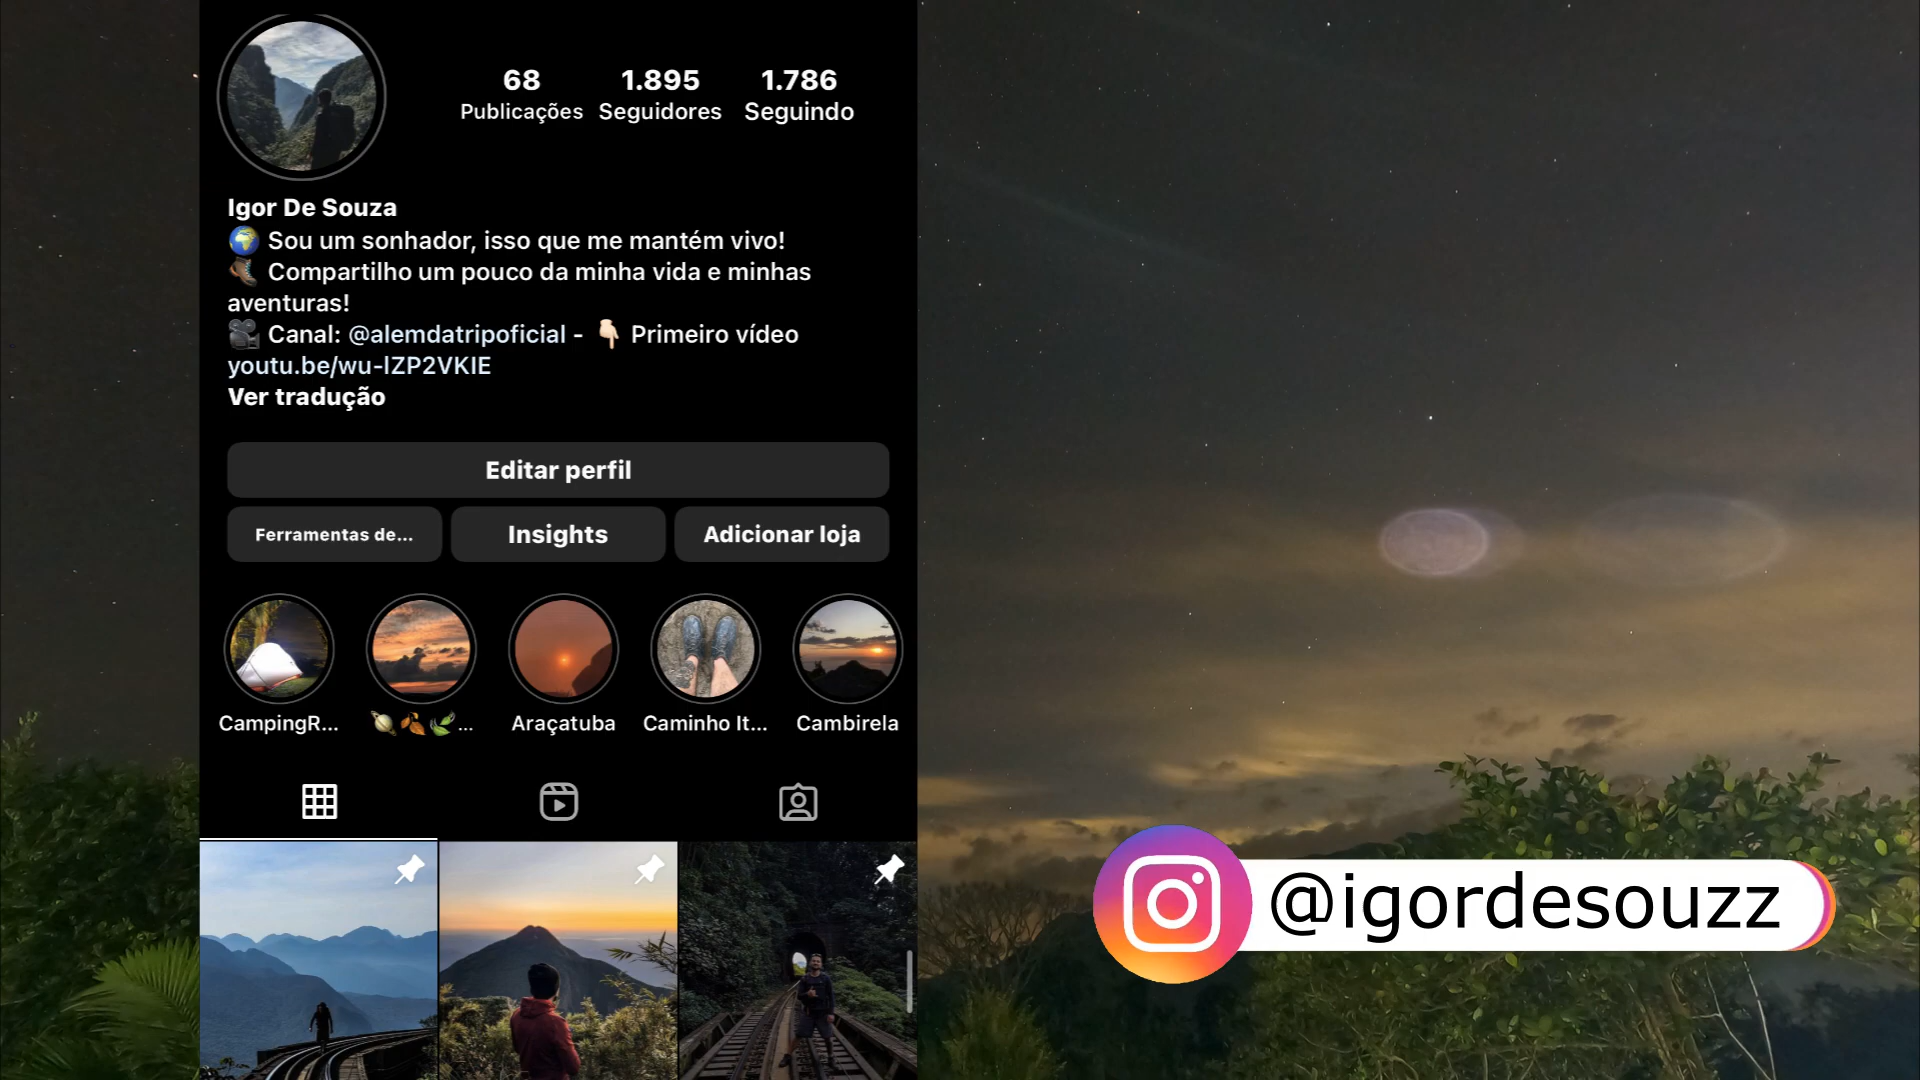 68 1.895 1.786
Publicações Seguidores Seguindo
Igor De Souza
🌍 Sou um sonhador, isso que me mantém vivo!
🥾 Compartilho um pouco da minha vida e minhas
aventuras!
🎥 Canal: @alemdatripoficial - 👇🏻 Primeiro vídeo
youtu.be/wu-lZP2VKIE
Ver tradução
Editar perfil
Ferramentas de... Insights Adicionar loja
CampingR... 🪐🍂🌿... Araçatuba Caminho It... Cambirela
@igordesouzz